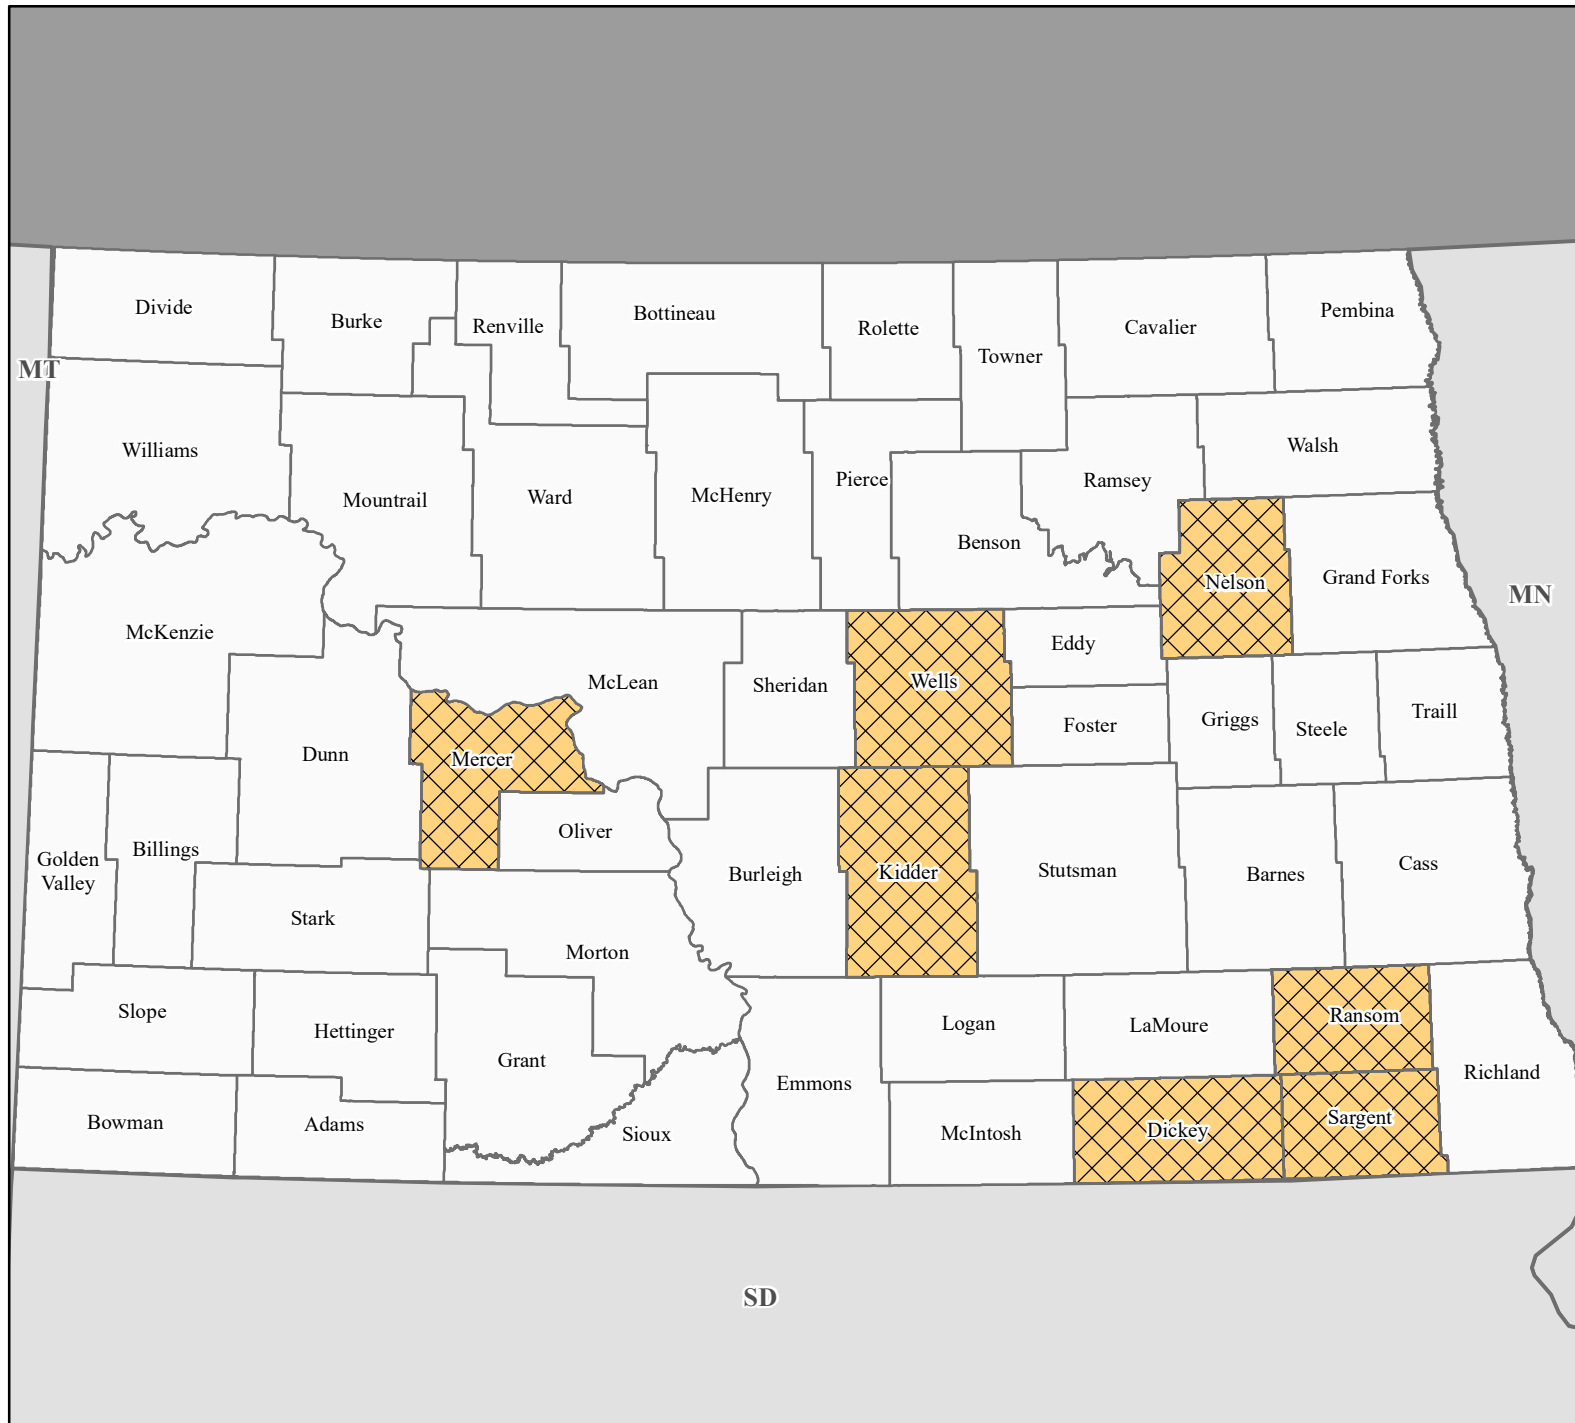 Divide
Burke
Renville
Bottineau
Rolette
Towner
Cavalier
Pembina
MT
Williams
Mountrail
Ward
McHenry
Pierce
Benson
Ramsey
Walsh
Nelson
Grand Forks
MN
McKenzie
McLean
Sheridan
Wells
Eddy
Foster
Griggs
Steele
Traill
Dunn
Mercer
Oliver
Golden
Valley
Billings
Stark
Morton
Burleigh
Kidder
Stutsman
Barnes
Cass
Slope
Hettinger
Grant
Emmons
Logan
LaMoure
Ransom
Richland
Bowman
Adams
Sioux
McIntosh
Dickey
Sargent
SD